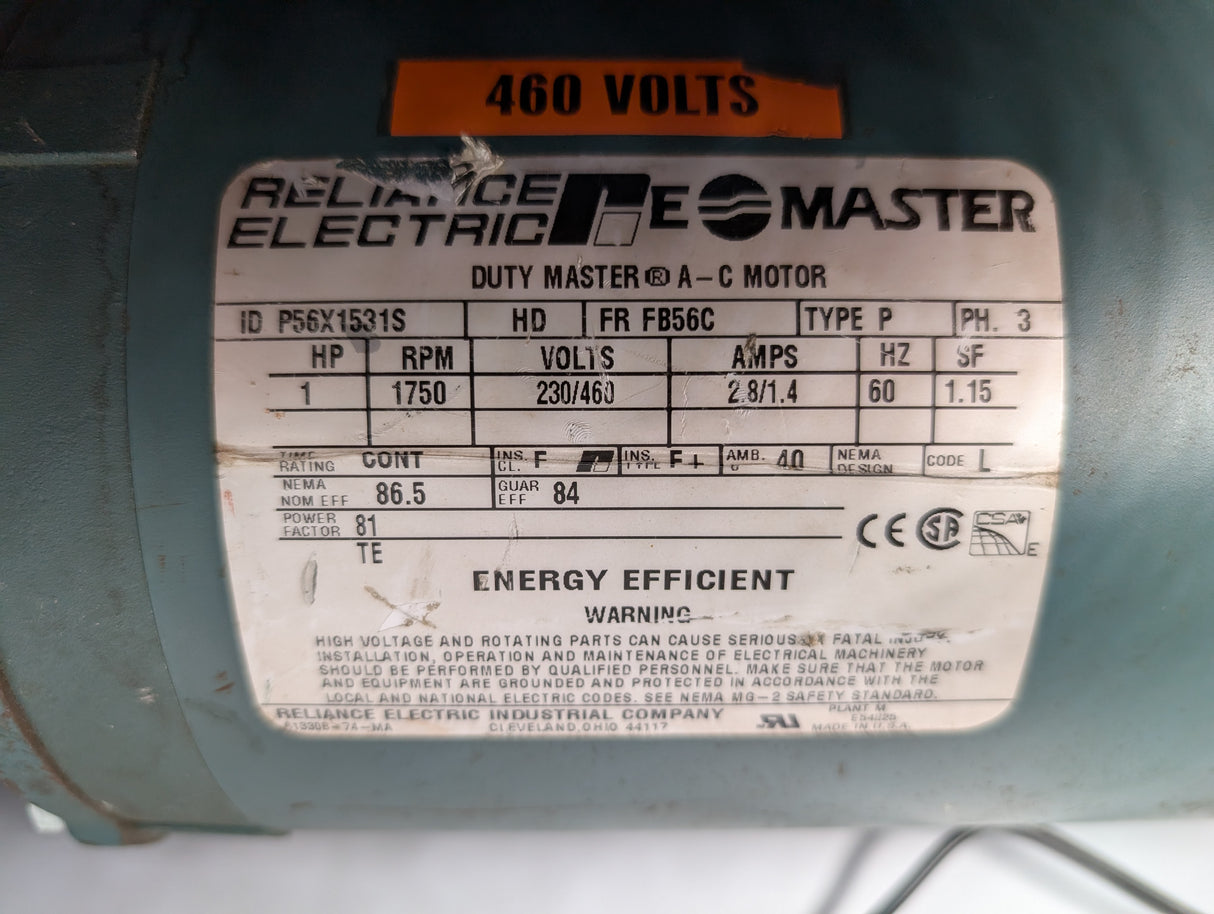 460 VOLTS
RELIANCE
ELECTRIC
E MASTER
DUTY MASTER® A-C MOTOR
ID P56X1531S HD FR FB56C TYPE P PH. 3
HP RPM VOLTS AMPS HZ SF
1 1750 230/460 2.8/1.4 60 1.15
TIME RATING CONT INS. CL. F INS. TYPE F+ AMB. 40 NEMA DESIGN CODE L
NEMA NOM EFF 86.5 GUAR EFF 84
POWER FACTOR 81
TE
CE SA CSA E
ENERGY EFFICIENT
WARNING
HIGH VOLTAGE AND ROTATING PARTS CAN CAUSE SERIOUS FATAL
INSTALLATION, OPERATION AND MAINTENANCE OF ELECTRICAL MACHINERY
SHOULD BE PERFORMED BY QUALIFIED PERSONNEL. MAKE SURE THAT THE MOTOR
AND EQUIPMENT ARE GROUNDED AND PROTECTED IN ACCORDANCE WITH THE
LOCAL AND NATIONAL ELECTRIC CODES. SEE NEMA MG-2 SAFETY STANDARD.
RELIANCE ELECTRIC INDUSTRIAL COMPANY PLANT M
CLEVELAND, OHIO 44117 MADE IN U.S.A.